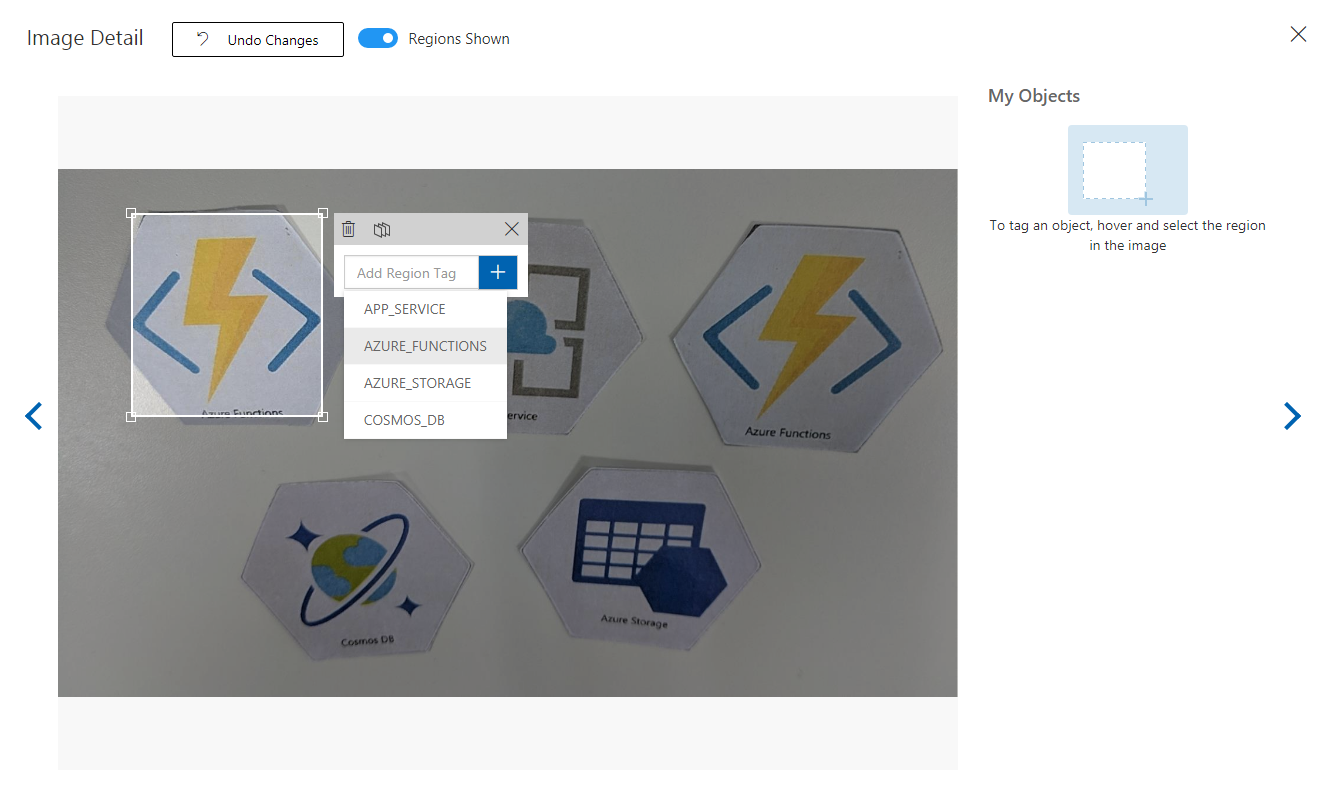 Image Detail
Undo Changes
Regions Shown
My Objects
To tag an object, hover and select the region
in the image
Add Region Tag
APP_SERVICE
AZURE_FUNCTIONS
AZURE_STORAGE
COSMOS_DB
Azure Functions
ervice
Azure Functions
Cosmos DB
Azure Storage